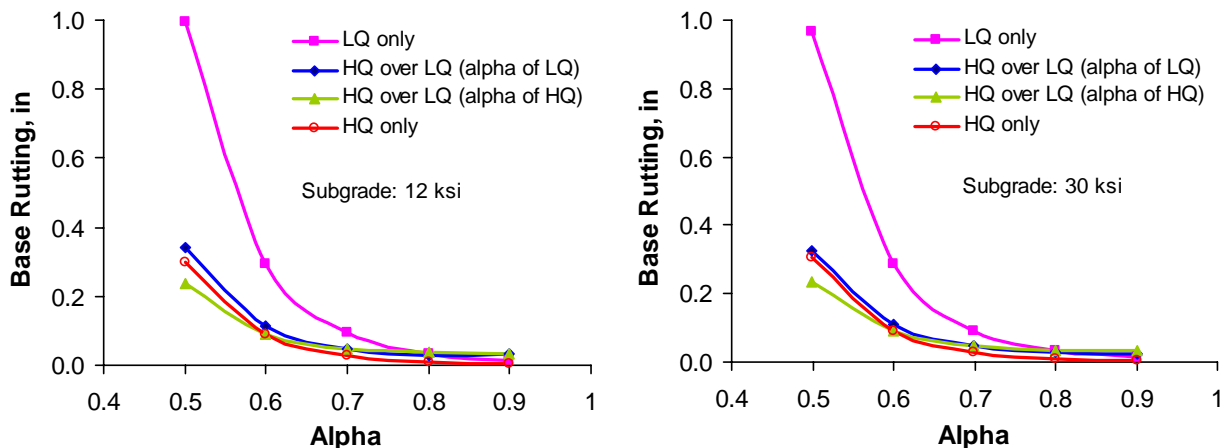 Base Rutting, in
1.0
0.8
0.6
0.4
0.2
0.0
LQ only
HQ over LQ (alpha of LQ)
HQ over LQ (alpha of HQ)
HQ only
Subgrade: 12 ksi
0.4 0.5 0.6 0.7 0.8 0.9 1
Alpha
Base Rutting, in
1.0
0.8
0.6
0.4
0.2
0.0
LQ only
HQ over LQ (alpha of LQ)
HQ over LQ (alpha of HQ)
HQ only
Subgrade: 30 ksi
0.4 0.5 0.6 0.7 0.8 0.9 1
Alpha